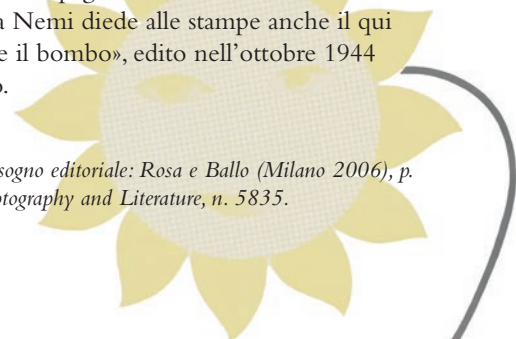 a Nemi diede alle stampe anche il qui
e il bombo», edito nell’ottobre 1944
o.
sogno editoriale: Rosa e Ballo (Milano 2006), p.
otography and Literature, n. 5835.